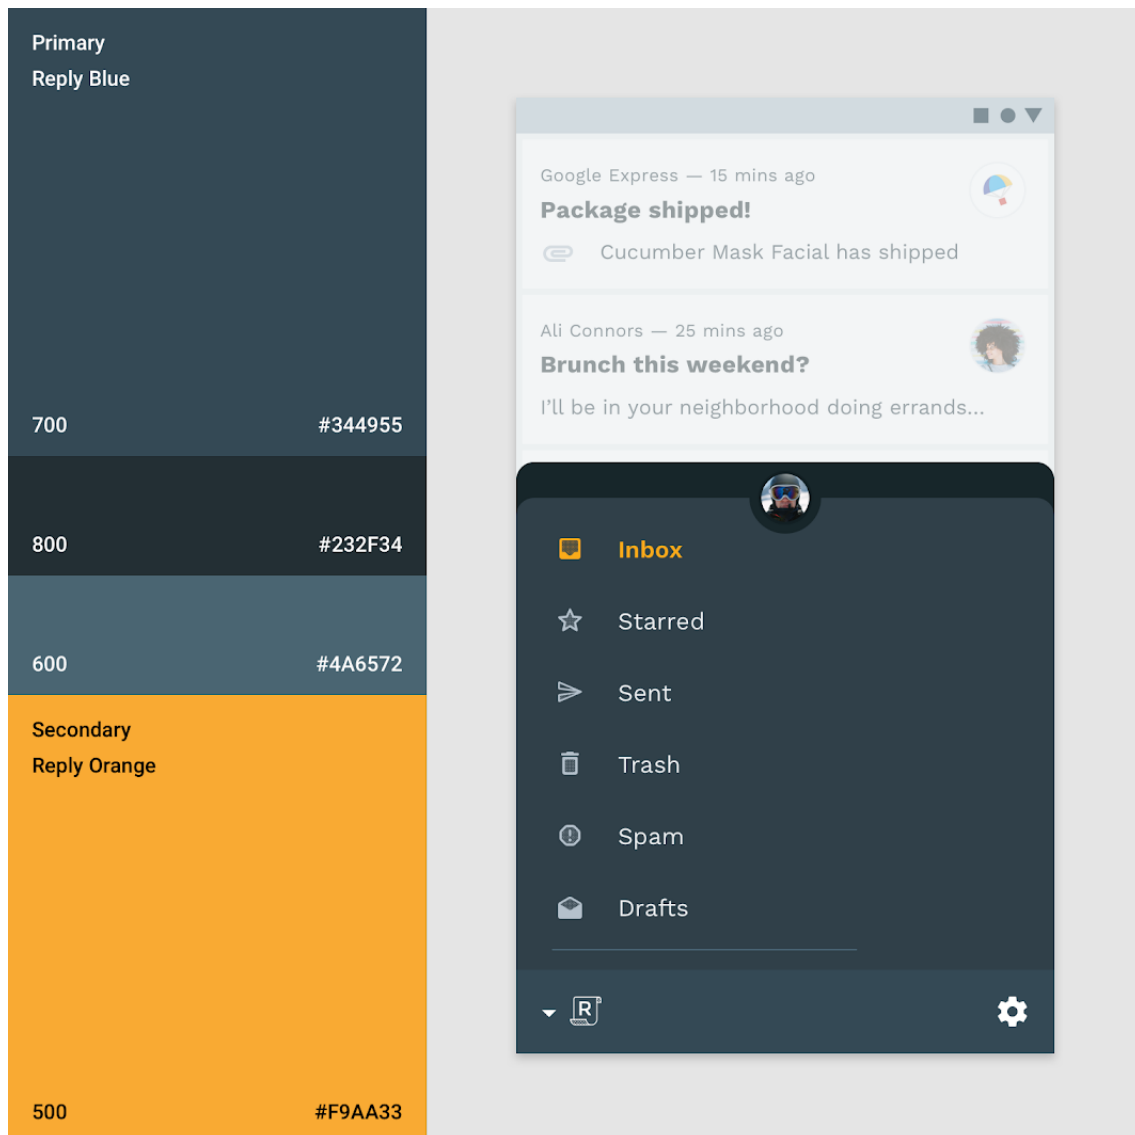 Primary
Reply Blue
700 #344955
800 #232F34
600 #4A6572
Secondary
Reply Orange
500 #F9AA33
Google Express — 15 mins ago
Package shipped!
Cucumber Mask Facial has shipped
Ali Connors — 25 mins ago
Brunch this weekend?
I’ll be in your neighborhood doing errands...
Inbox
Starred
Sent
Trash
Spam
Drafts
R